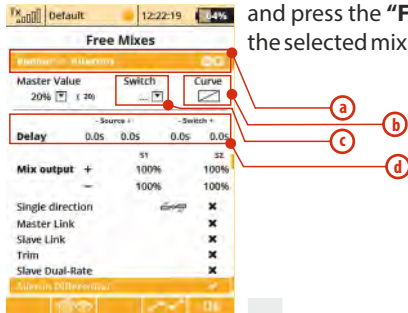 Tx Default 12:22:19 64%
and press the "F
the selected mix
Free Mixes
Master Value Switch Curve
20% ( 20) ...
- Source + - Switch +
Delay 0.0s 0.0s 0.0s 0.0s
S1 S2
Mix output + 100% 100%
- 100% 100%
Single direction
Master Link
Slave Link
Trim
Slave Dual-Rate
Aileron Differential
a
b
c
d